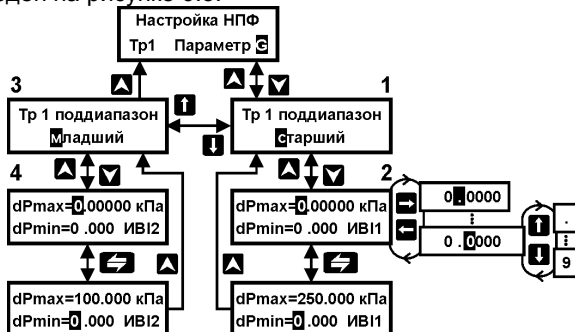 Настройка НПФ
Тр1 Параметр G
3
1
Тр 1 поддиапазон
младший
Тр 1 поддиапазон
старший
4
2
dPmax=0.00000 кПа
dPmin=0 .000 ИВI2
dPmax=0.00000 кПа
dPmin=0 .000 ИВI1
0.0000
0 .0000
.
9
dPmax=100.000 кПа
dPmin=0 .000 ИВI2
dPmax=250.000 кПа
dPmin=0 .000 ИВI1